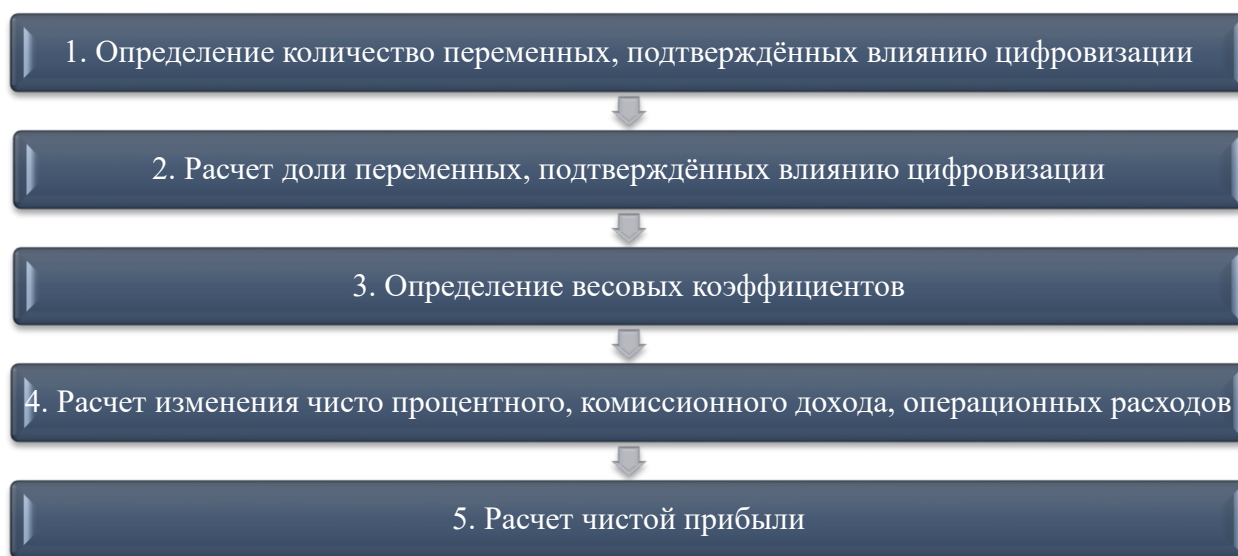 1. Определение количество переменных, подтверждённых влиянию цифровизации
2. Расчет доли переменных, подтверждённых влиянию цифровизации
3. Определение весовых коэффициентов
4. Расчет изменения чисто процентного, комиссионного дохода, операционных расходов
5. Расчет чистой прибыли